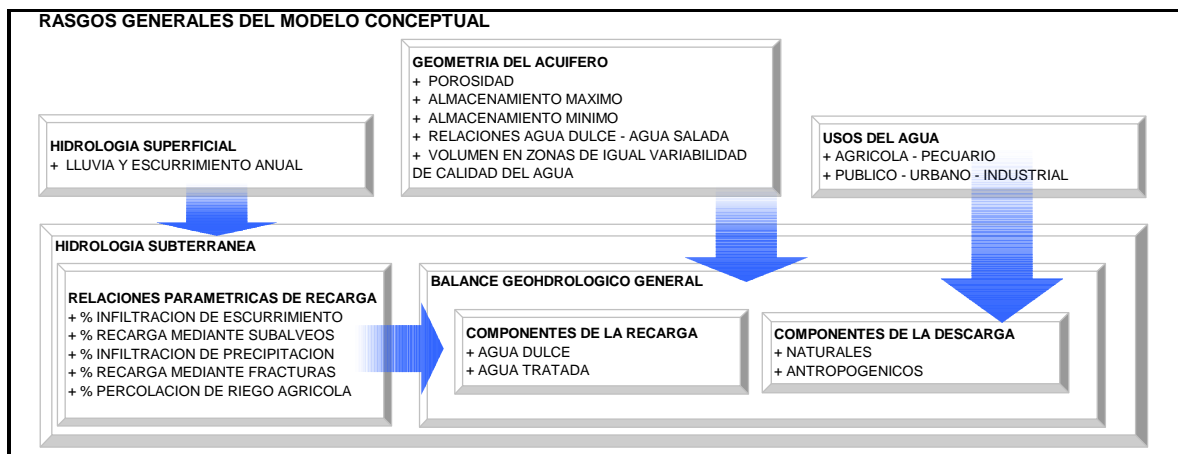 RASGOS GENERALES DEL MODELO CONCEPTUAL
GEOMETRIA DEL ACUIFERO
+ POROSIDAD
+ ALMACENAMIENTO MAXIMO
+ ALMACENAMIENTO MINIMO
+ RELACIONES AGUA DULCE - AGUA SALADA
+ VOLUMEN EN ZONAS DE IGUAL VARIABILIDAD
DE CALIDAD DEL AGUA
HIDROLOGIA SUPERFICIAL
+ LLUVIA Y ESCURRIMIENTO ANUAL
USOS DEL AGUA
+ AGRICOLA - PECUARIO
+ PUBLICO - URBANO - INDUSTRIAL
HIDROLOGIA SUBTERRANEA
RELACIONES PARAMETRICAS DE RECARGA
+ % INFILTRACION DE ESCURRIMIENTO
+ % RECARGA MEDIANTE SUBALVEOS
+ % INFILTRACION DE PRECIPITACION
+ % RECARGA MEDIANTE FRACTURAS
+ % PERCOLACION DE RIEGO AGRICOLA
BALANCE GEOHDROLOGICO GENERAL
COMPONENTES DE LA RECARGA
+ AGUA DULCE
+ AGUA TRATADA
COMPONENTES DE LA DESCARGA
+ NATURALES
+ ANTROPOGENICOS